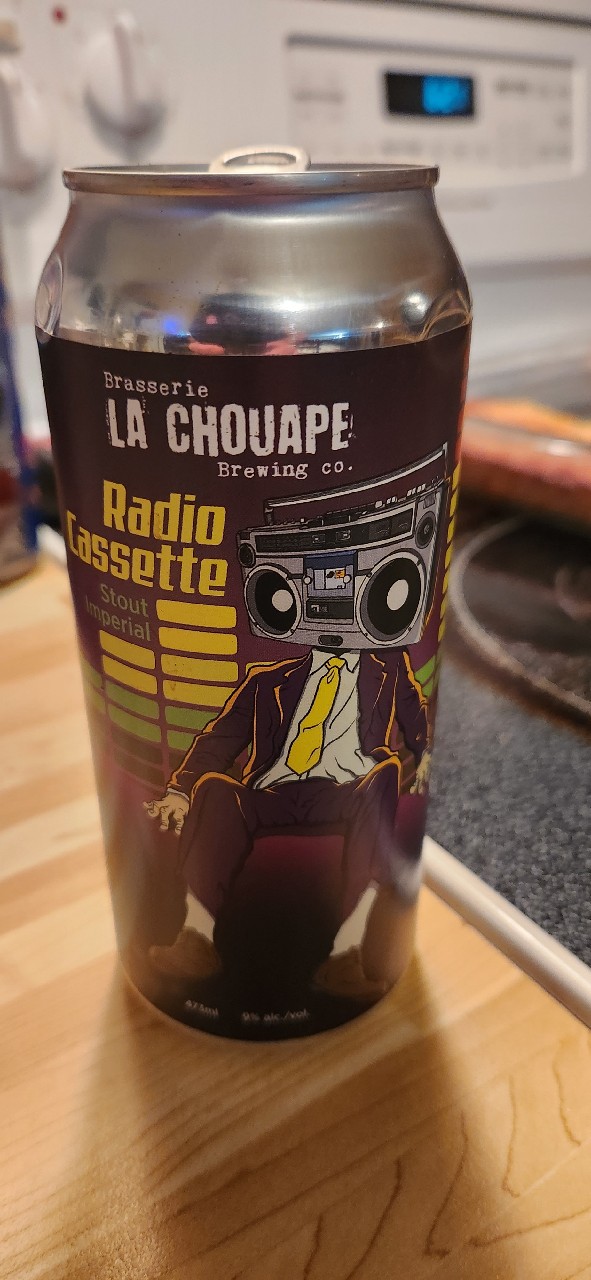 Brasserie
LA CHOUAPE
Brewing co.
Radio
Cassette
Stout
Imperial
473ml 9% alc./vol.